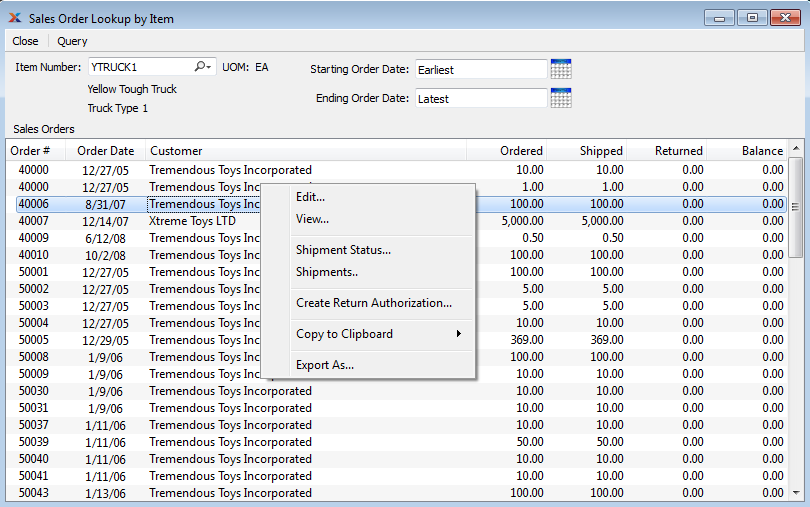 Sales Order Lookup by Item
Close Query
Item Number: YTRUCK1 UOM: EA Starting Order Date: Earliest
Yellow Tough Truck
Truck Type 1
Ending Order Date: Latest
Sales Orders
Order # Order Date Customer Ordered Shipped Returned Balance
40000 12/27/05 Tremendous Toys Incorporated 10.00 10.00 0.00 0.00
40000 12/27/05 Tremendous Toys Inc 1.00 1.00 0.00 0.00
40006 8/31/07 Tremendous Toys Inc 100.00 100.00 0.00 0.00
40007 12/14/07 Xtreme Toys LTD 5,000.00 5,000.00 0.00 0.00
40009 6/12/08 Tremendous Toys Inc 0.50 0.50 0.00 0.00
40010 10/2/08 Tremendous Toys Inc 100.00 100.00 0.00 0.00
50001 12/27/05 Tremendous Toys Inc 100.00 100.00 0.00 0.00
50002 12/27/05 Tremendous Toys Inc 5.00 5.00 0.00 0.00
50003 12/27/05 Tremendous Toys Inc 5.00 5.00 0.00 0.00
50004 12/27/05 Tremendous Toys Inc 10.00 10.00 0.00 0.00
50005 12/29/05 Tremendous Toys Inc 369.00 369.00 0.00 0.00
50008 1/9/06 Tremendous Toys Inc 100.00 100.00 0.00 0.00
50009 1/9/06 Tremendous Toys Inc 10.00 10.00 0.00 0.00
50030 1/9/06 Tremendous Toys Incorporated 10.00 10.00 0.00 0.00
50031 1/9/06 Tremendous Toys Incorporated 10.00 10.00 0.00 0.00
50037 1/11/06 Tremendous Toys Incorporated 10.00 10.00 0.00 0.00
50039 1/11/06 Tremendous Toys Incorporated 50.00 50.00 0.00 0.00
50040 1/11/06 Tremendous Toys Incorporated 10.00 10.00 0.00 0.00
50041 1/11/06 Tremendous Toys Incorporated 10.00 10.00 0.00 0.00
50043 1/13/06 Tremendous Toys Incorporated 100.00 100.00 0.00 0.00
Edit...
View...
Shipment Status...
Shipments..
Create Return Authorization...
Copy to Clipboard
Export As...